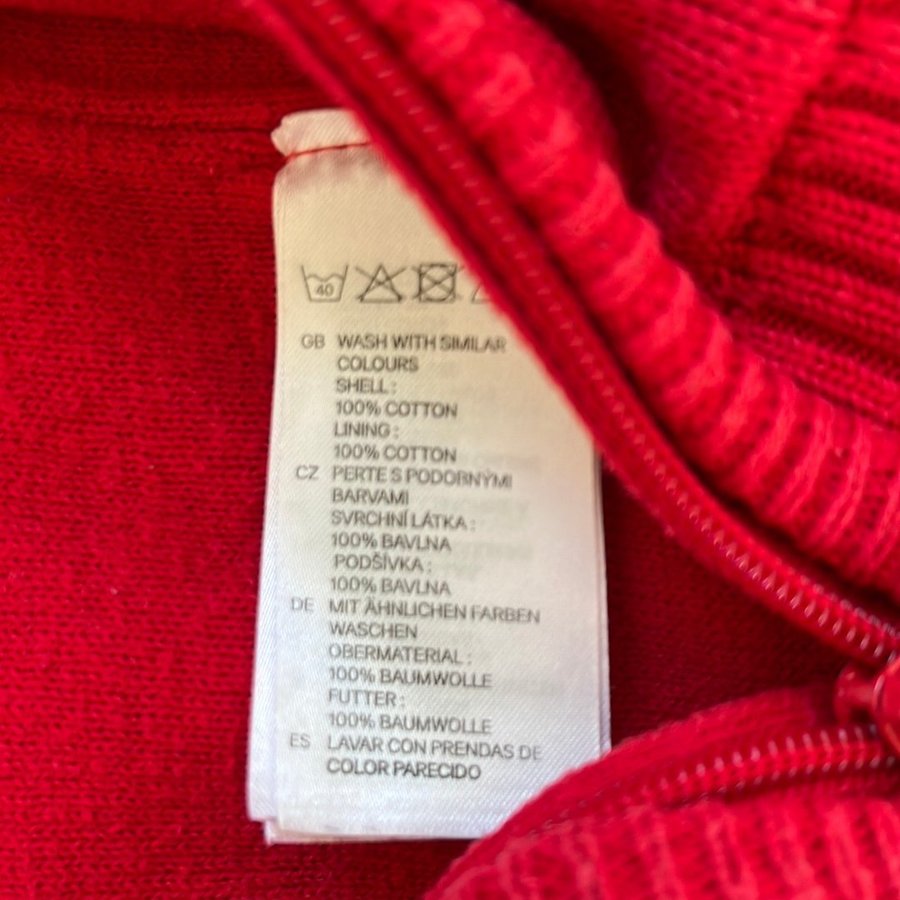 40
GB WASH WITH SIMILAR
COLOURS
SHELL :
100% COTTON
LINING :
100% COTTON
CZ PERTE S PODORNÝMI
BARVAMI
SVRCHNÍ LÁTKA :
100% BAVLNA
PODŠÍVKA :
100% BAVLNA
DE MIT ÄHNLICHEN FARBEN
WASCHEN
OBERMATERIAL :
100% BAUMWOLLE
FUTTER :
100% BAUMWOLLE
ES LAVAR CON PRENDAS DE
COLOR PARECIDO